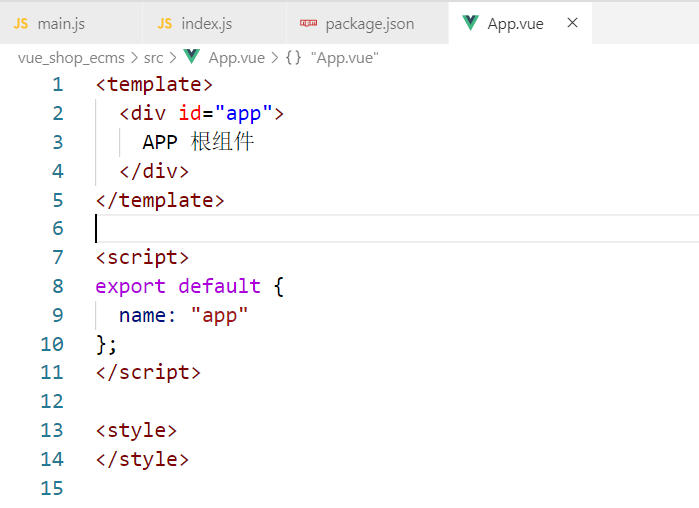 JS main.js JS index.js package.json App.vue ×
vue_shop_ecms > src > App.vue > {} "App.vue"
1 <template>
2 <div id="app">
3 APP 根组件
4 </div>
5 </template>
6
7 <script>
8 export default {
9 name: "app"
10 };
11 </script>
12
13 <style>
14 </style>
15